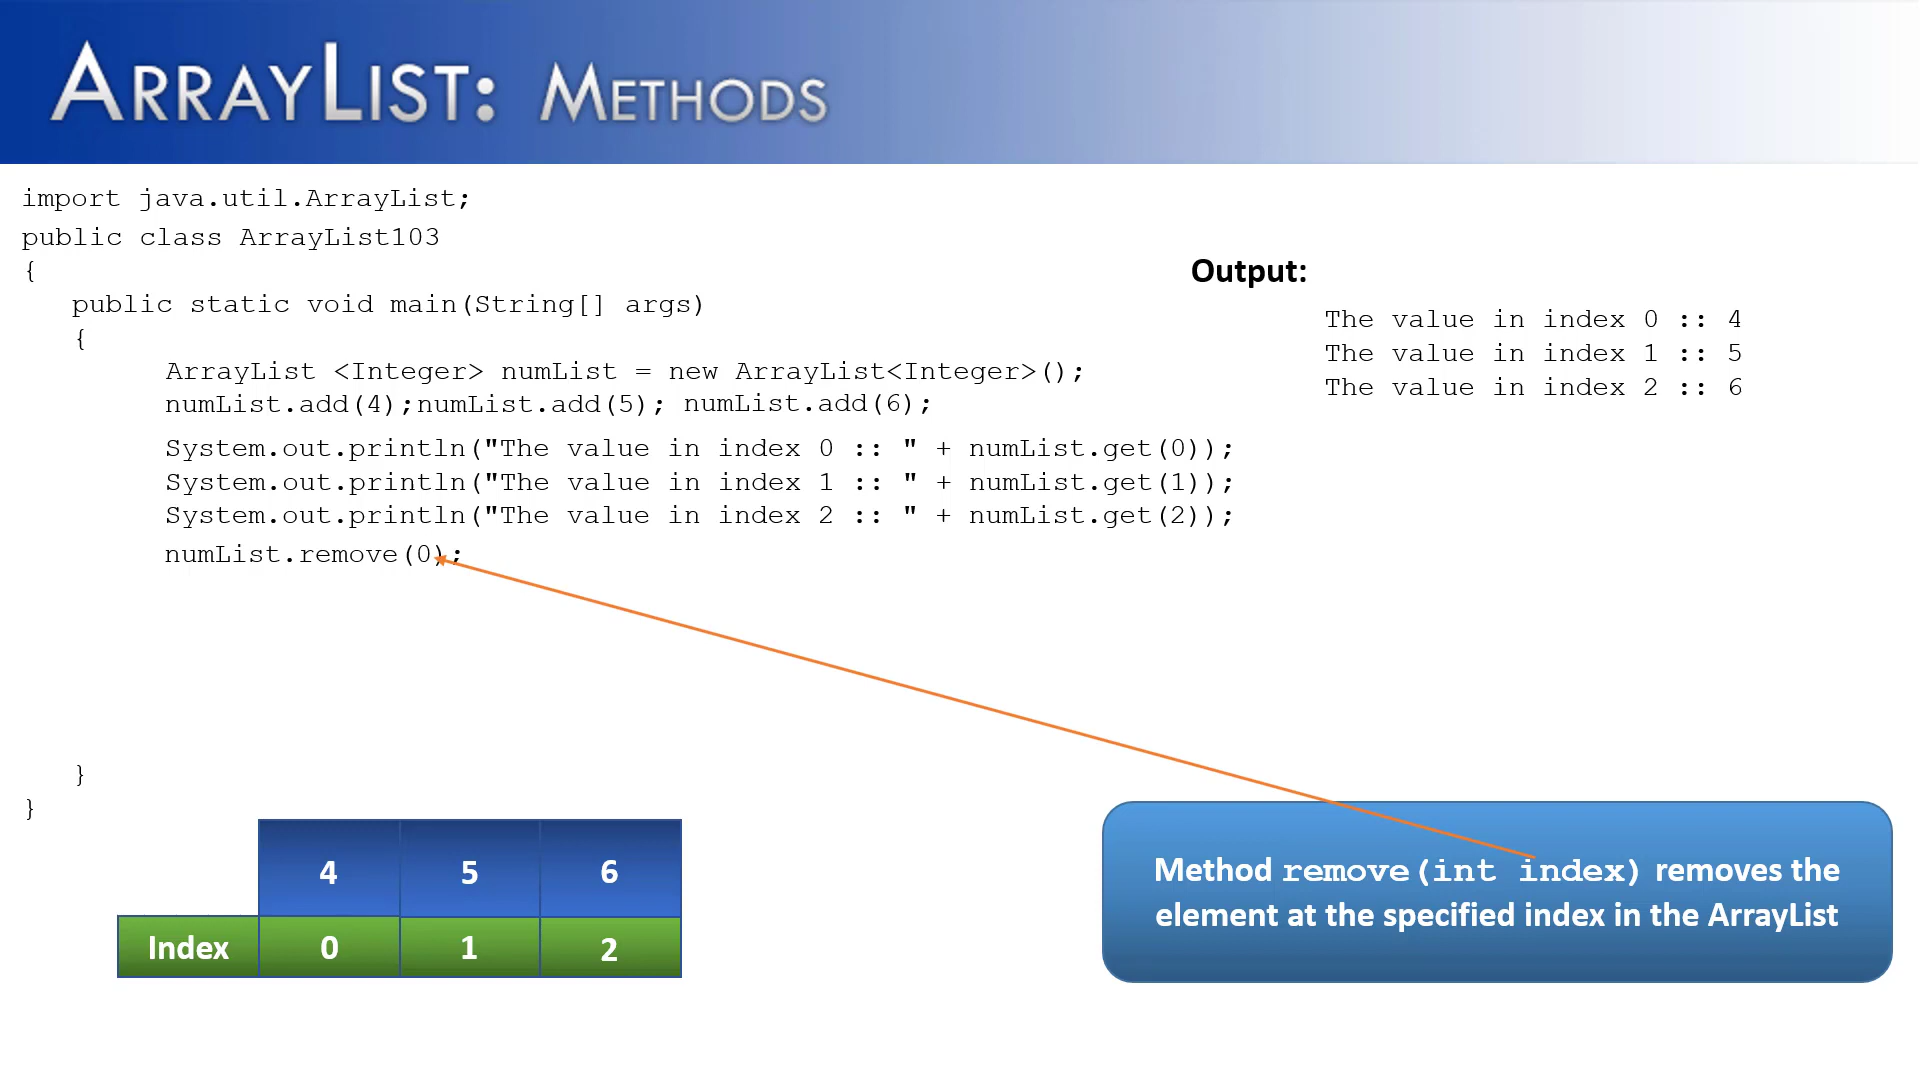 ArrayList: Methods
import java.util.ArrayList;
public class ArrayList103
{
public static void main(String[] args)
{
ArrayList <Integer> numList = new ArrayList<Integer>();
numList.add(4);numList.add(5); numList.add(6);
System.out.println("The value in index 0 :: " + numList.get(0));
System.out.println("The value in index 1 :: " + numList.get(1));
System.out.println("The value in index 2 :: " + numList.get(2));
numList.remove(0);
}
}
Output:
The value in index 0 :: 4
The value in index 1 :: 5
The value in index 2 :: 6
4 5 6
Index 0 1 2
Method remove(int index) removes the
element at the specified index in the ArrayList